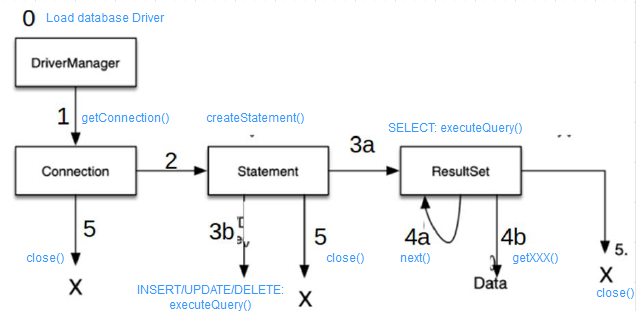 0 Load database Driver
DriverManager
1 getConnection()
createStatement()
SELECT: executeQuery()
3a
2
Connection
Statement
ResultSet
5
3b
5
4a
4b
5.
close()
close()
next()
getXXX()
X
INSERT/UPDATE/DELETE:
executeQuery()
X
Data
X
close()